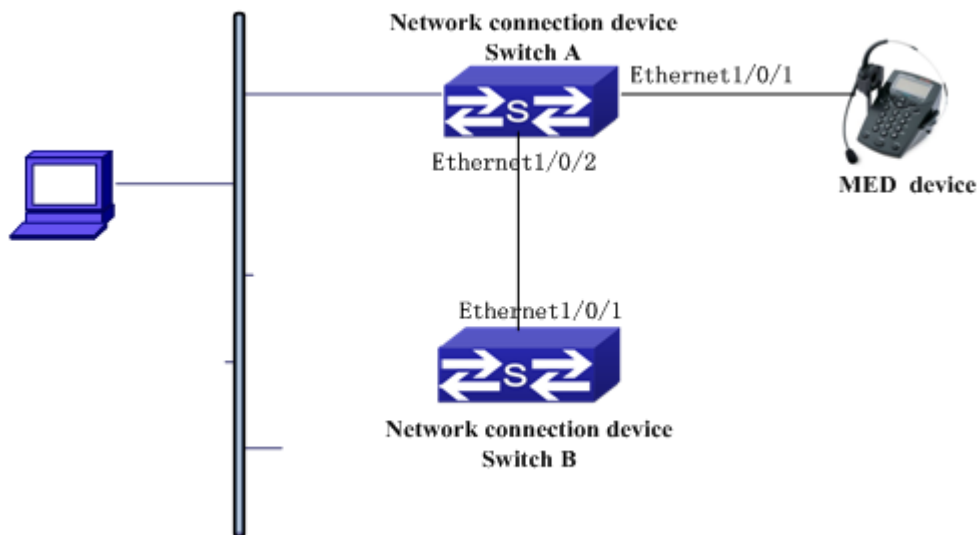 Network connection device
Switch A
Ethernet1/0/1
S
Ethernet1/0/2
MED device
Ethernet1/0/1
S
Network connection device
Switch B